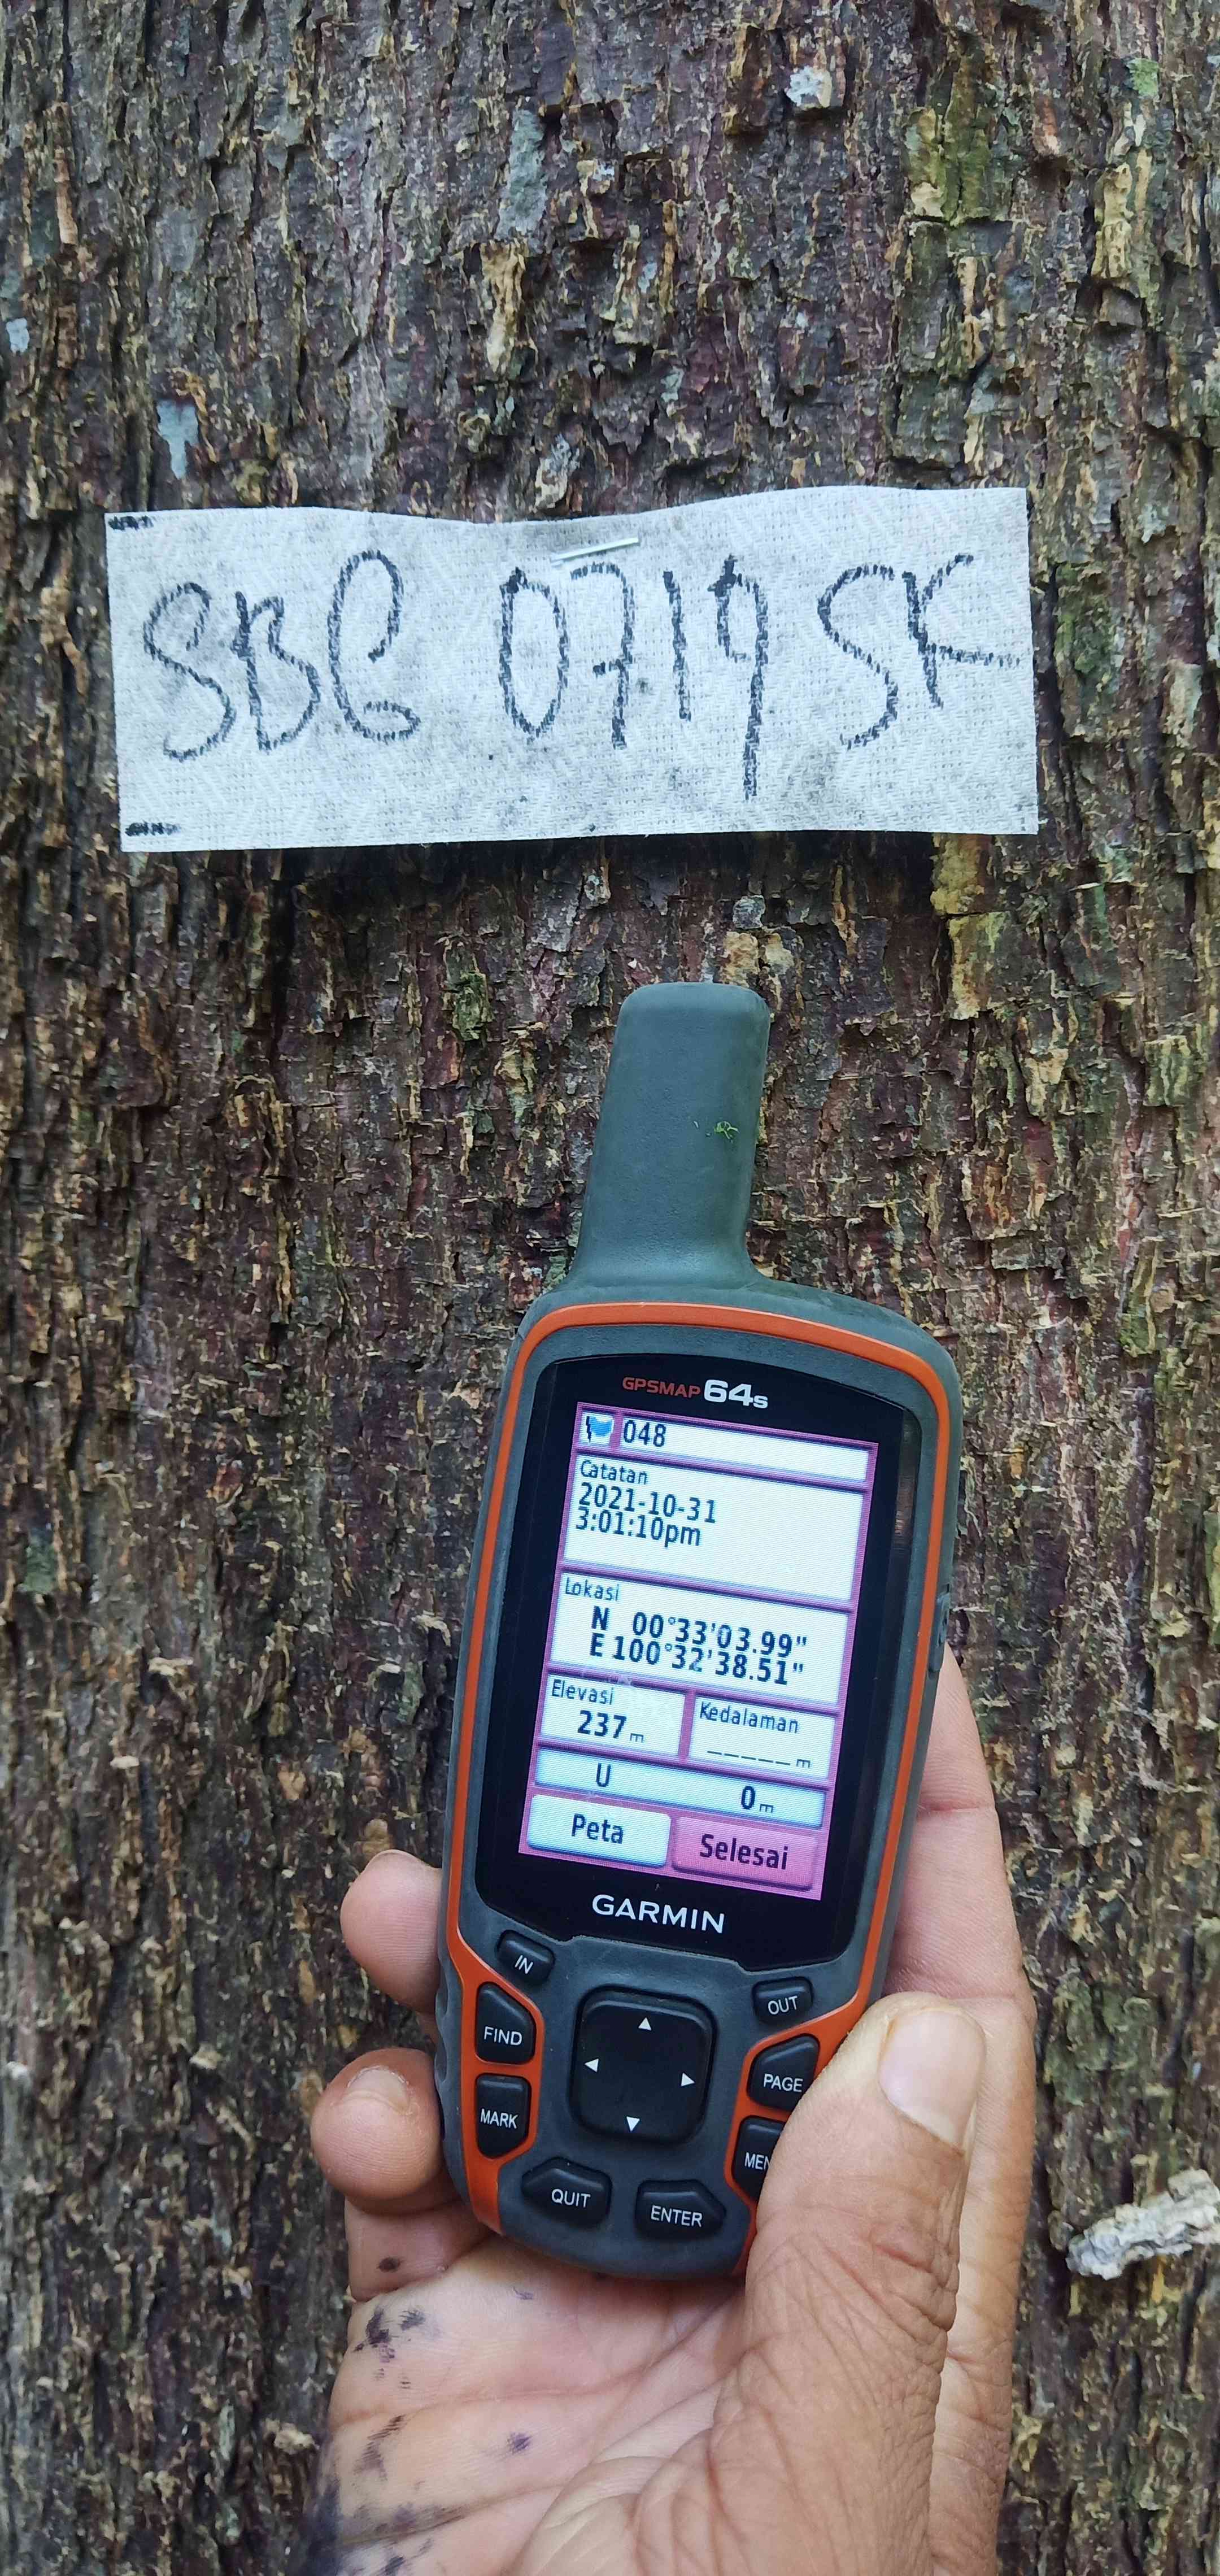 SBG 0719 SF
GPSMAP 64s
048
Catatan
2021-10-31
3:01:10pm
Lokasi
N 00°33'03.99"
E 100°32'38.51"
Elevasi
237 m
Kedalaman
_____ m
U 0 m
Peta
Selesai
GARMIN
IN
OUT
FIND
PAGE
MARK
MEN
QUIT
ENTER